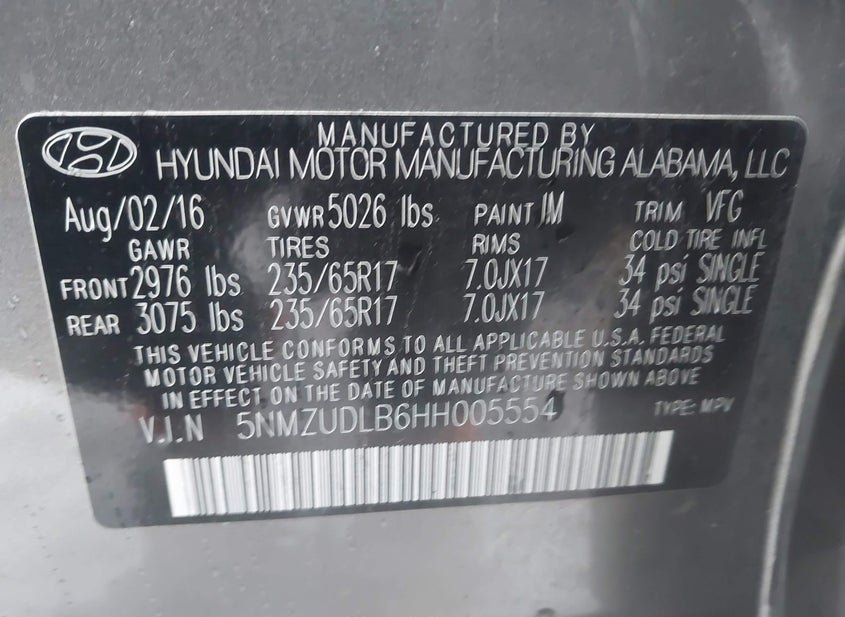 MANUFACTURED BY
HYUNDAI MOTOR MANUFACTURING ALABAMA, LLC
Aug/02/16 GVWR 5026 lbs PAINT IM TRIM VFG
GAWR TIRES RIMS COLD TIRE INFL
FRONT 2976 lbs 235/65R17 7.0JX17 34 psi SINGLE
REAR 3075 lbs 235/65R17 7.0JX17 34 psi SINGLE
THIS VEHICLE CONFORMS TO ALL APPLICABLE U.S.A. FEDERAL
MOTOR VEHICLE SAFETY AND THEFT PREVENTION STANDARDS
IN EFFECT ON THE DATE OF MANUFACTURE SHOWN ABOVE
V.I.N 5NMZUDLB6HH005554 TYPE: MPV